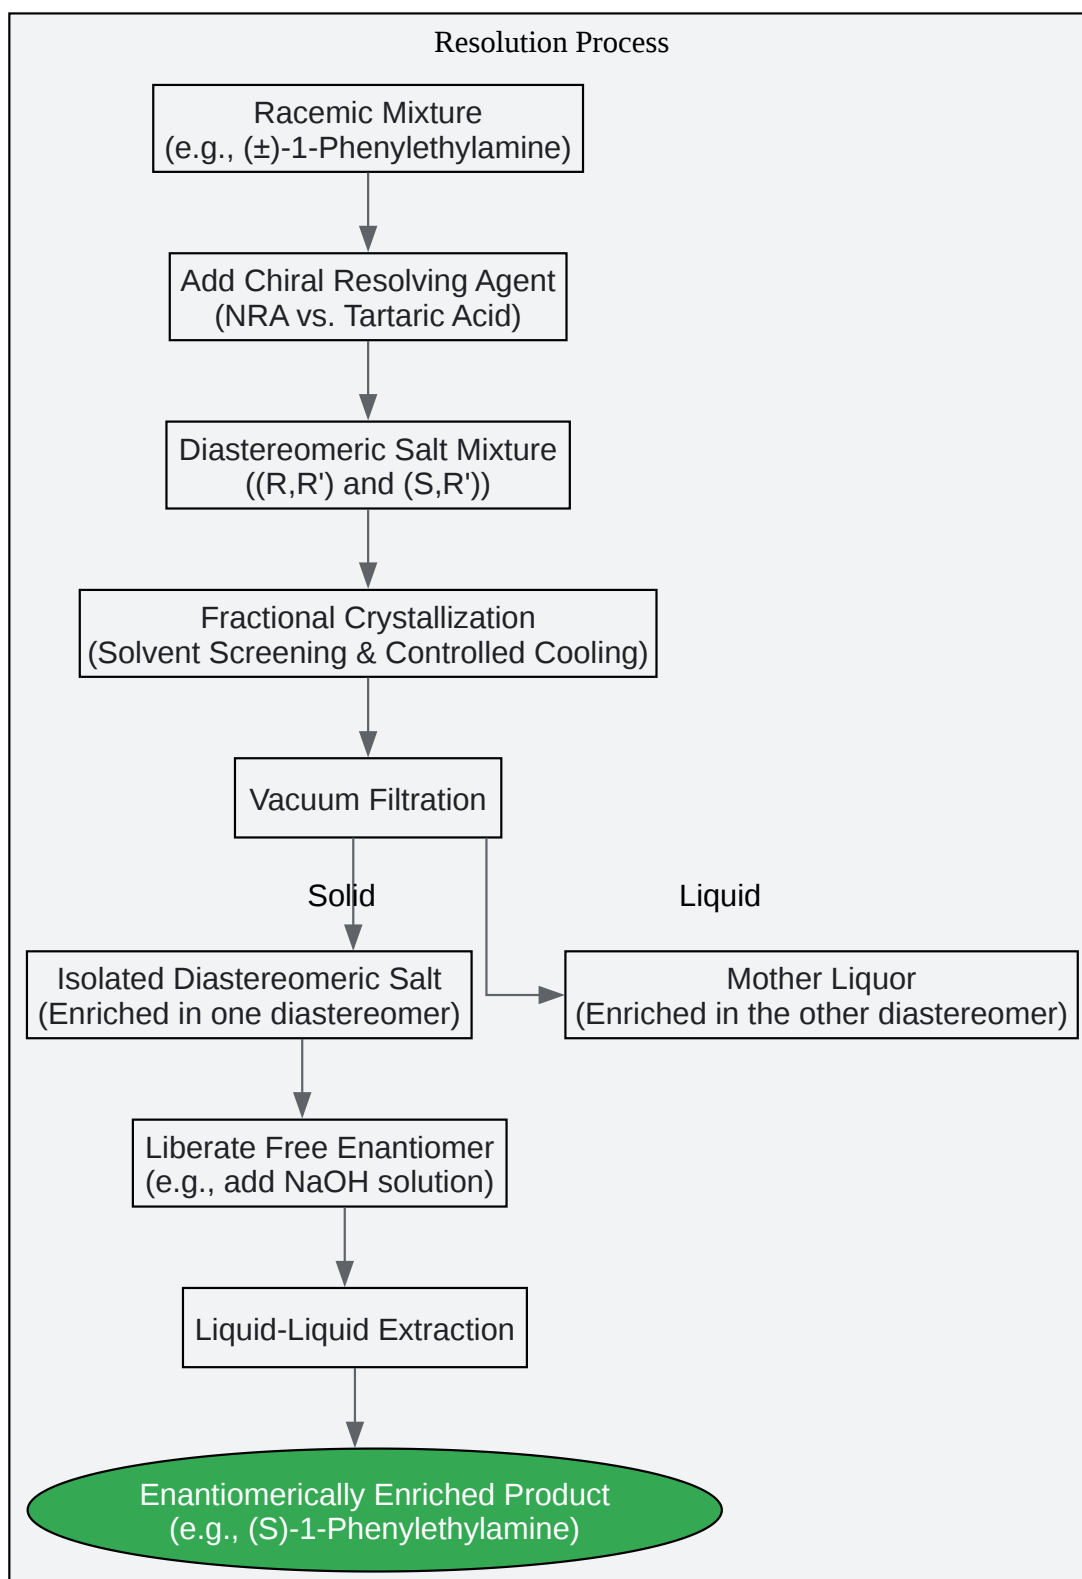 Resolution Process
Racemic Mixture
(e.g., (±)-1-Phenylethylamine)
Add Chiral Resolving Agent
(NRA vs. Tartaric Acid)
Diastereomeric Salt Mixture
((R,R') and (S,R'))
Fractional Crystallization
(Solvent Screening & Controlled Cooling)
Vacuum Filtration
Solid
Liquid
Isolated Diastereomeric Salt
(Enriched in one diastereomer)
Mother Liquor
(Enriched in the other diastereomer)
Liberate Free Enantiomer
(e.g., add NaOH solution)
Liquid-Liquid Extraction
Enantiomerically Enriched Product
(e.g., (S)-1-Phenylethylamine)